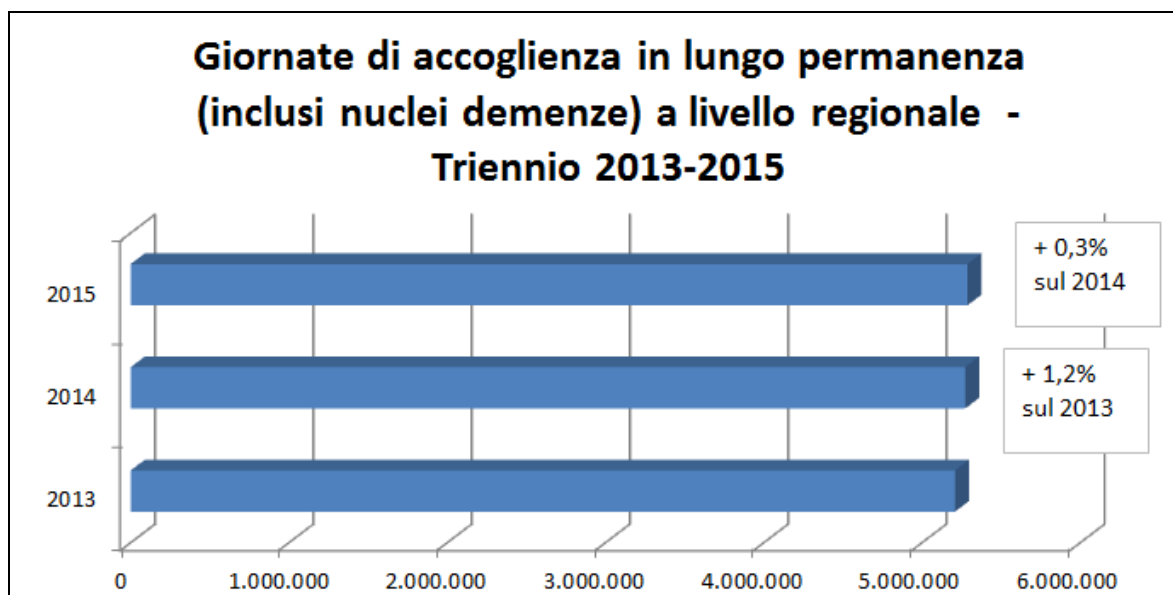 Giornate di accoglienza in lungo permanenza
(inclusi nuclei demenze) a livello regionale -
Triennio 2013-2015
+ 0,3%
sul 2014
2015
+ 1,2%
sul 2013
2014
2013
0 1.000.000 2.000.000 3.000.000 4.000.000 5.000.000 6.000.000